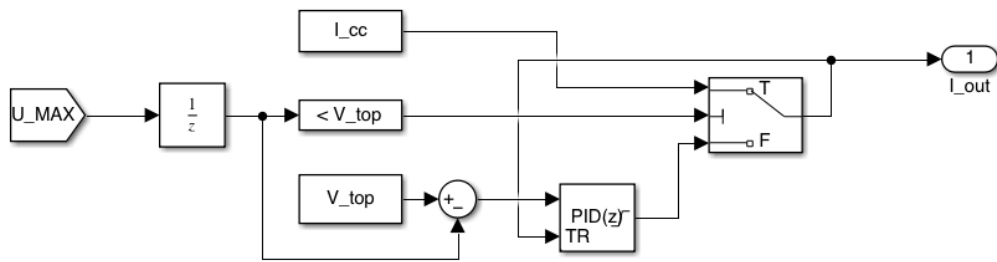 I_cc
1
I_out
U_MAX
1
z
< V_top
T
F
V_top
+
−
PID(z)
TR